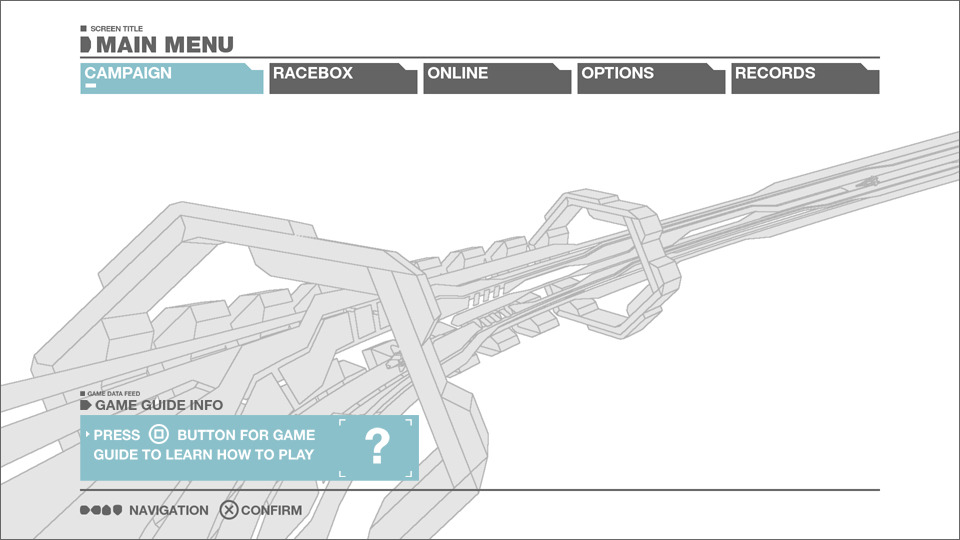 SCREEN TITLE
MAIN MENU
CAMPAIGN
RACEBOX
ONLINE
OPTIONS
RECORDS
GAME DATA FEED
GAME GUIDE INFO
PRESS BUTTON FOR GAME
GUIDE TO LEARN HOW TO PLAY
?
NAVIGATION CONFIRM